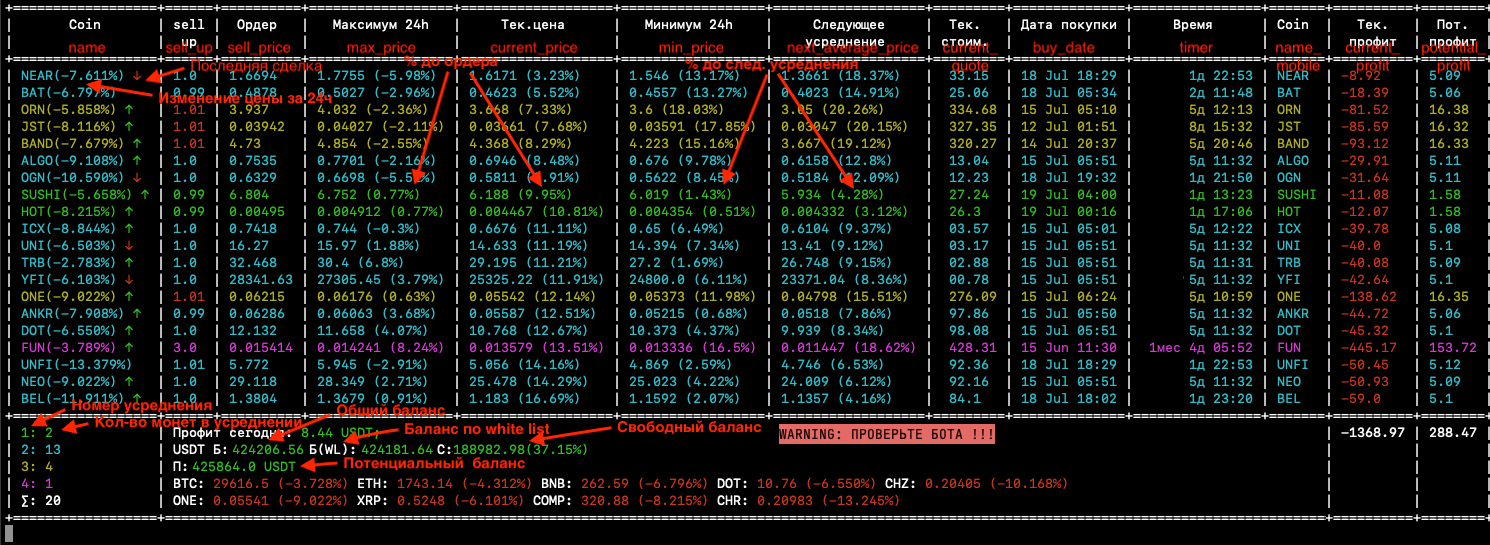 Coin sell up Ордер Максимум 24h Тек.цена Минимум 24h Следующее усреднение Тек. стоим. Дата покупки Время Coin Тек. профит Пот. профит
name sell_up sell_price max_price current_price min_price next_average_price current_quote buy_date timer name_mobile current_profit potential_profit
Последняя сделка
% до ордера
% до след. усреднения
Изменение цены за 24ч
NEAR(-7.611%) ↓ 1.0 1.6694 1.7755 (-5.98%) 1.6171 (3.23%) 1.546 (13.17%) 1.3661 (18.37%) 33.15 18 Jul 18:29 1д 22:53 NEAR -8.92 5.09
BAT(-6.797%) 0.99 0.4878 0.5027 (-2.96%) 0.4623 (5.52%) 0.4557 (13.27%) 0.4023 (14.91%) 25.06 18 Jul 05:34 2д 11:48 BAT -18.39 5.06
ORN(-5.858%) ↑ 1.01 3.937 4.032 (-2.36%) 3.668 (7.33%) 3.6 (18.03%) 3.05 (20.26%) 334.68 15 Jul 05:10 5д 12:13 ORN -81.52 16.38
JST(-8.116%) ↑ 1.01 0.03942 0.04027 (-2.11%) 0.03661 (7.68%) 0.03591 (17.85%) 0.03047 (20.15%) 327.35 12 Jul 01:51 8д 15:32 JST -85.59 16.32
BAND(-7.679%) ↑ 1.01 4.73 4.854 (-2.55%) 4.368 (8.29%) 4.223 (15.16%) 3.667 (19.12%) 320.27 14 Jul 20:37 5д 20:46 BAND -93.12 16.33
ALGO(-9.108%) ↑ 1.0 0.7535 0.7701 (-2.16%) 0.6946 (8.48%) 0.676 (9.78%) 0.6158 (12.8%) 13.04 15 Jul 05:51 5д 11:32 ALGO -29.91 5.11
OGN(-10.590%) ↓ 1.0 0.6329 0.6698 0.5811 0.5622 (8.45%) 0.5184 12.23 18 Jul 19:32 1д 21:50 OGN -31.64 5.11
SUSHI(-5.658%) ↑ 0.99 6.804 6.752 (0.77%) 6.188 (9.95%) 6.019 (1.43%) 5.934 (4.28%) 27.24 19 Jul 04:00 1д 13:23 SUSHI -11.08 1.58
HOT(-8.215%) ↑ 0.99 0.00495 0.004912 (0.77%) 0.004467 (10.81%) 0.004354 (0.51%) 0.004332 (3.12%) 26.3 19 Jul 00:16 1д 17:06 HOT -12.07 1.58
ICX(-8.844%) ↑ 1.0 0.7418 0.744 (-0.3%) 0.6676 (11.11%) 0.65 (6.49%) 0.6104 (9.37%) 03.57 15 Jul 05:01 5д 12:22 ICX -39.78 5.08
UNI(-6.503%) ↓ 1.0 16.27 15.97 (1.88%) 14.633 (11.19%) 14.394 (7.34%) 13.41 (9.12%) 03.17 15 Jul 05:51 5д 11:32 UNI -40.0 5.1
TRB(-2.783%) ↑ 1.0 32.468 30.4 (6.8%) 29.195 (11.21%) 27.2 (1.69%) 26.748 (9.15%) 02.88 15 Jul 05:51 5д 11:32 TRB -40.08 5.09
YFI(-6.103%) ↓ 1.0 28341.63 27305.45 (3.79%) 25325.22 (11.91%) 24800.0 (6.11%) 23371.04 (8.36%) 00.78 15 Jul 05:51 5д 11:32 YFI -42.64 5.1
ONE(-9.022%) ↑ 1.01 0.06215 0.06176 (0.63%) 0.05542 (12.14%) 0.05373 (11.98%) 0.04798 (15.51%) 276.09 15 Jul 06:24 5д 10:59 ONE -138.62 16.35
ANKR(-7.908%) ↑ 0.99 0.06286 0.06063 (3.68%) 0.05587 (12.51%) 0.05215 (0.68%) 0.0518 (7.86%) 97.86 15 Jul 05:50 5д 11:32 ANKR -44.72 5.06
DOT(-6.550%) ↑ 1.0 12.132 11.658 (4.07%) 10.768 (12.67%) 10.373 (4.37%) 9.939 (8.34%) 98.08 15 Jul 05:51 5д 11:32 DOT -45.32 5.1
FUN(-3.789%) ↑ 3.0 0.015414 0.014241 (8.24%) 0.013579 (13.51%) 0.013336 (16.5%) 0.011447 (18.62%) 428.31 15 Jun 11:30 1мес 4д 05:52 FUN -445.17 153.72
UNFI(-13.379%) 1.01 5.772 5.945 (-2.91%) 5.056 (14.16%) 4.869 (2.59%) 4.746 (6.53%) 92.36 18 Jul 18:29 1д 22:53 UNFI -50.45 5.12
NEO(-9.022%) ↑ 1.0 29.118 28.349 (2.71%) 25.478 (14.29%) 25.023 (4.22%) 24.009 (6.12%) 92.16 15 Jul 05:51 5д 11:32 NEO -50.93 5.09
BEL(-11.911%) ↑ 1.0 1.3804 1.3679 (0.91%) 1.183 (16.69%) 1.1592 (2.07%) 1.1357 (4.16%) 84.1 18 Jul 18:02 1д 23:20 BEL -59.0 5.1
Номер усреднения
Общий баланс
Кол-во монет в усреднении
Баланс по white list
Свободный баланс
1: 2 Профит сегодня: 8.44 USDT; WARNING: ПРОВЕРЬТЕ БОТА !!! -1368.97 288.47
2: 13 USDT Б: 424206.56 Б(WL): 424181.64 С:188982.98(37.15%)
3: 4 П: 425864.0 USDT
Потенциальный баланс
4: 1 BTC: 29616.5 (-3.728%) ETH: 1743.14 (-4.312%) BNB: 262.59 (-6.796%) DOT: 10.76 (-6.550%) CHZ: 0.20405 (-10.168%)
∑: 20 ONE: 0.05541 (-9.022%) XRP: 0.5248 (-6.101%) COMP: 320.88 (-8.215%) CHR: 0.20983 (-13.245%)